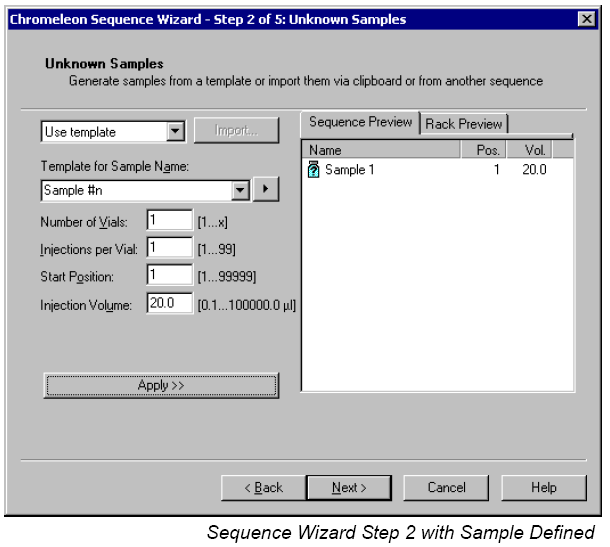 Chromeleon Sequence Wizard - Step 2 of 5: Unknown Samples
Unknown Samples
Generate samples from a template or import them via clipboard or from another sequence
Use template
Import...
Template for Sample Name:
Sample #n
Number of Vials: 1 [1...x]
Injections per Vial: 1 [1...99]
Start Position: 1 [1...99999]
Injection Volume: 20.0 [0.1...100000.0 µl]
Apply >>
Sequence Preview Rack Preview
Name Pos. Vol.
? Sample 1 1 20.0
< Back Next > Cancel Help
Sequence Wizard Step 2 with Sample Defined